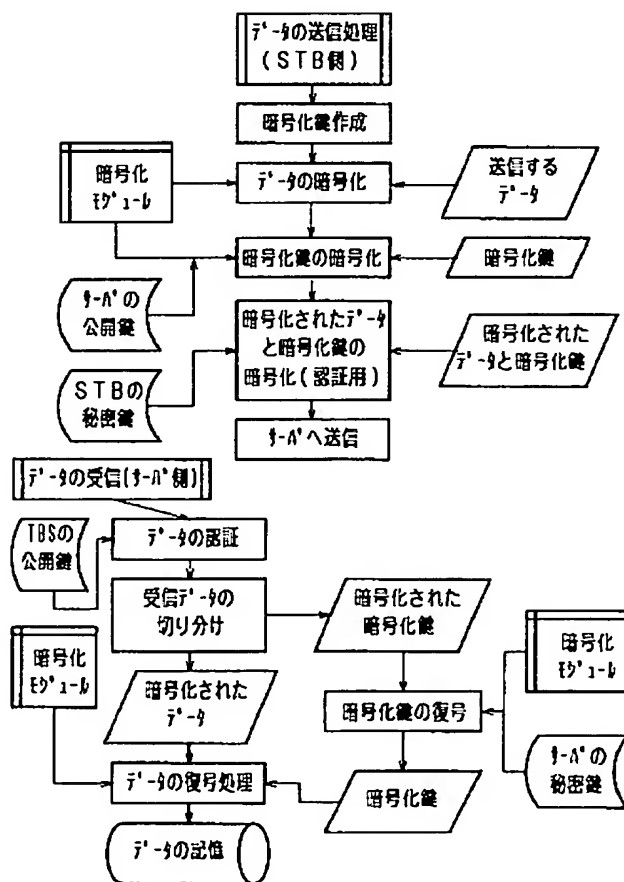 ﾃﾞｰﾀの送信処理
(STB側)
暗号化鍵作成
暗号化
ﾓｼﾞｭｰﾙ
ﾃﾞｰﾀの暗号化
送信する
ﾃﾞｰﾀ
暗号化鍵の暗号化
暗号化鍵
ｻｰﾊﾞの
公開鍵
暗号化されたﾃﾞｰﾀ
と暗号化鍵の
暗号化(認証用)
暗号化された
ﾃﾞｰﾀと暗号化鍵
STBの
秘密鍵
ｻｰﾊﾞへ送信
ﾃﾞｰﾀの受信(ｻｰﾊﾞ側)
TBSの
公開鍵
ﾃﾞｰﾀの認証
受信ﾃﾞｰﾀの
切り分け
暗号化された
暗号化鍵
暗号化
ﾓｼﾞｭｰﾙ
暗号化
ﾓｼﾞｭｰﾙ
暗号化された
ﾃﾞｰﾀ
暗号化鍵の復号
ｻｰﾊﾞの
秘密鍵
ﾃﾞｰﾀの復号処理
暗号化鍵
ﾃﾞｰﾀの記憶